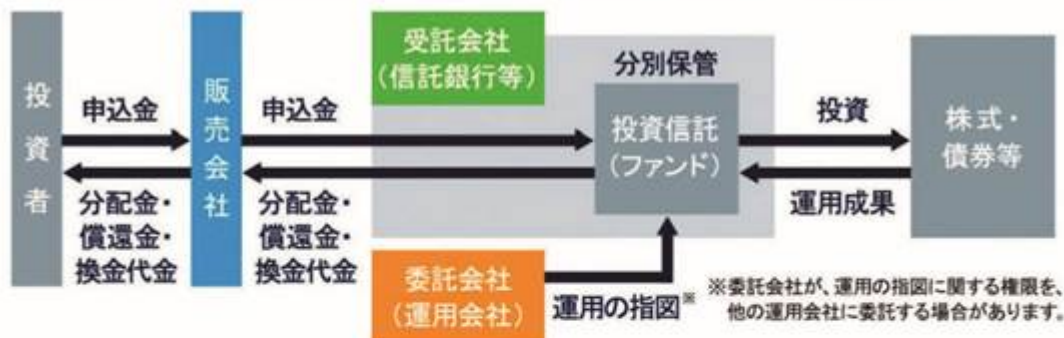 投資者
申込金
分配金・
償還金・
換金代金
販売会社
申込金
分配金・
償還金・
換金代金
受託会社
(信託銀行等)
分別保管
投資信託
(ファンド)
委託会社
(運用会社)
運用の指図※
投資
運用成果
株式・
債券等
※委託会社が、運用の指図に関する権限を、
他の運用会社に委託する場合があります。